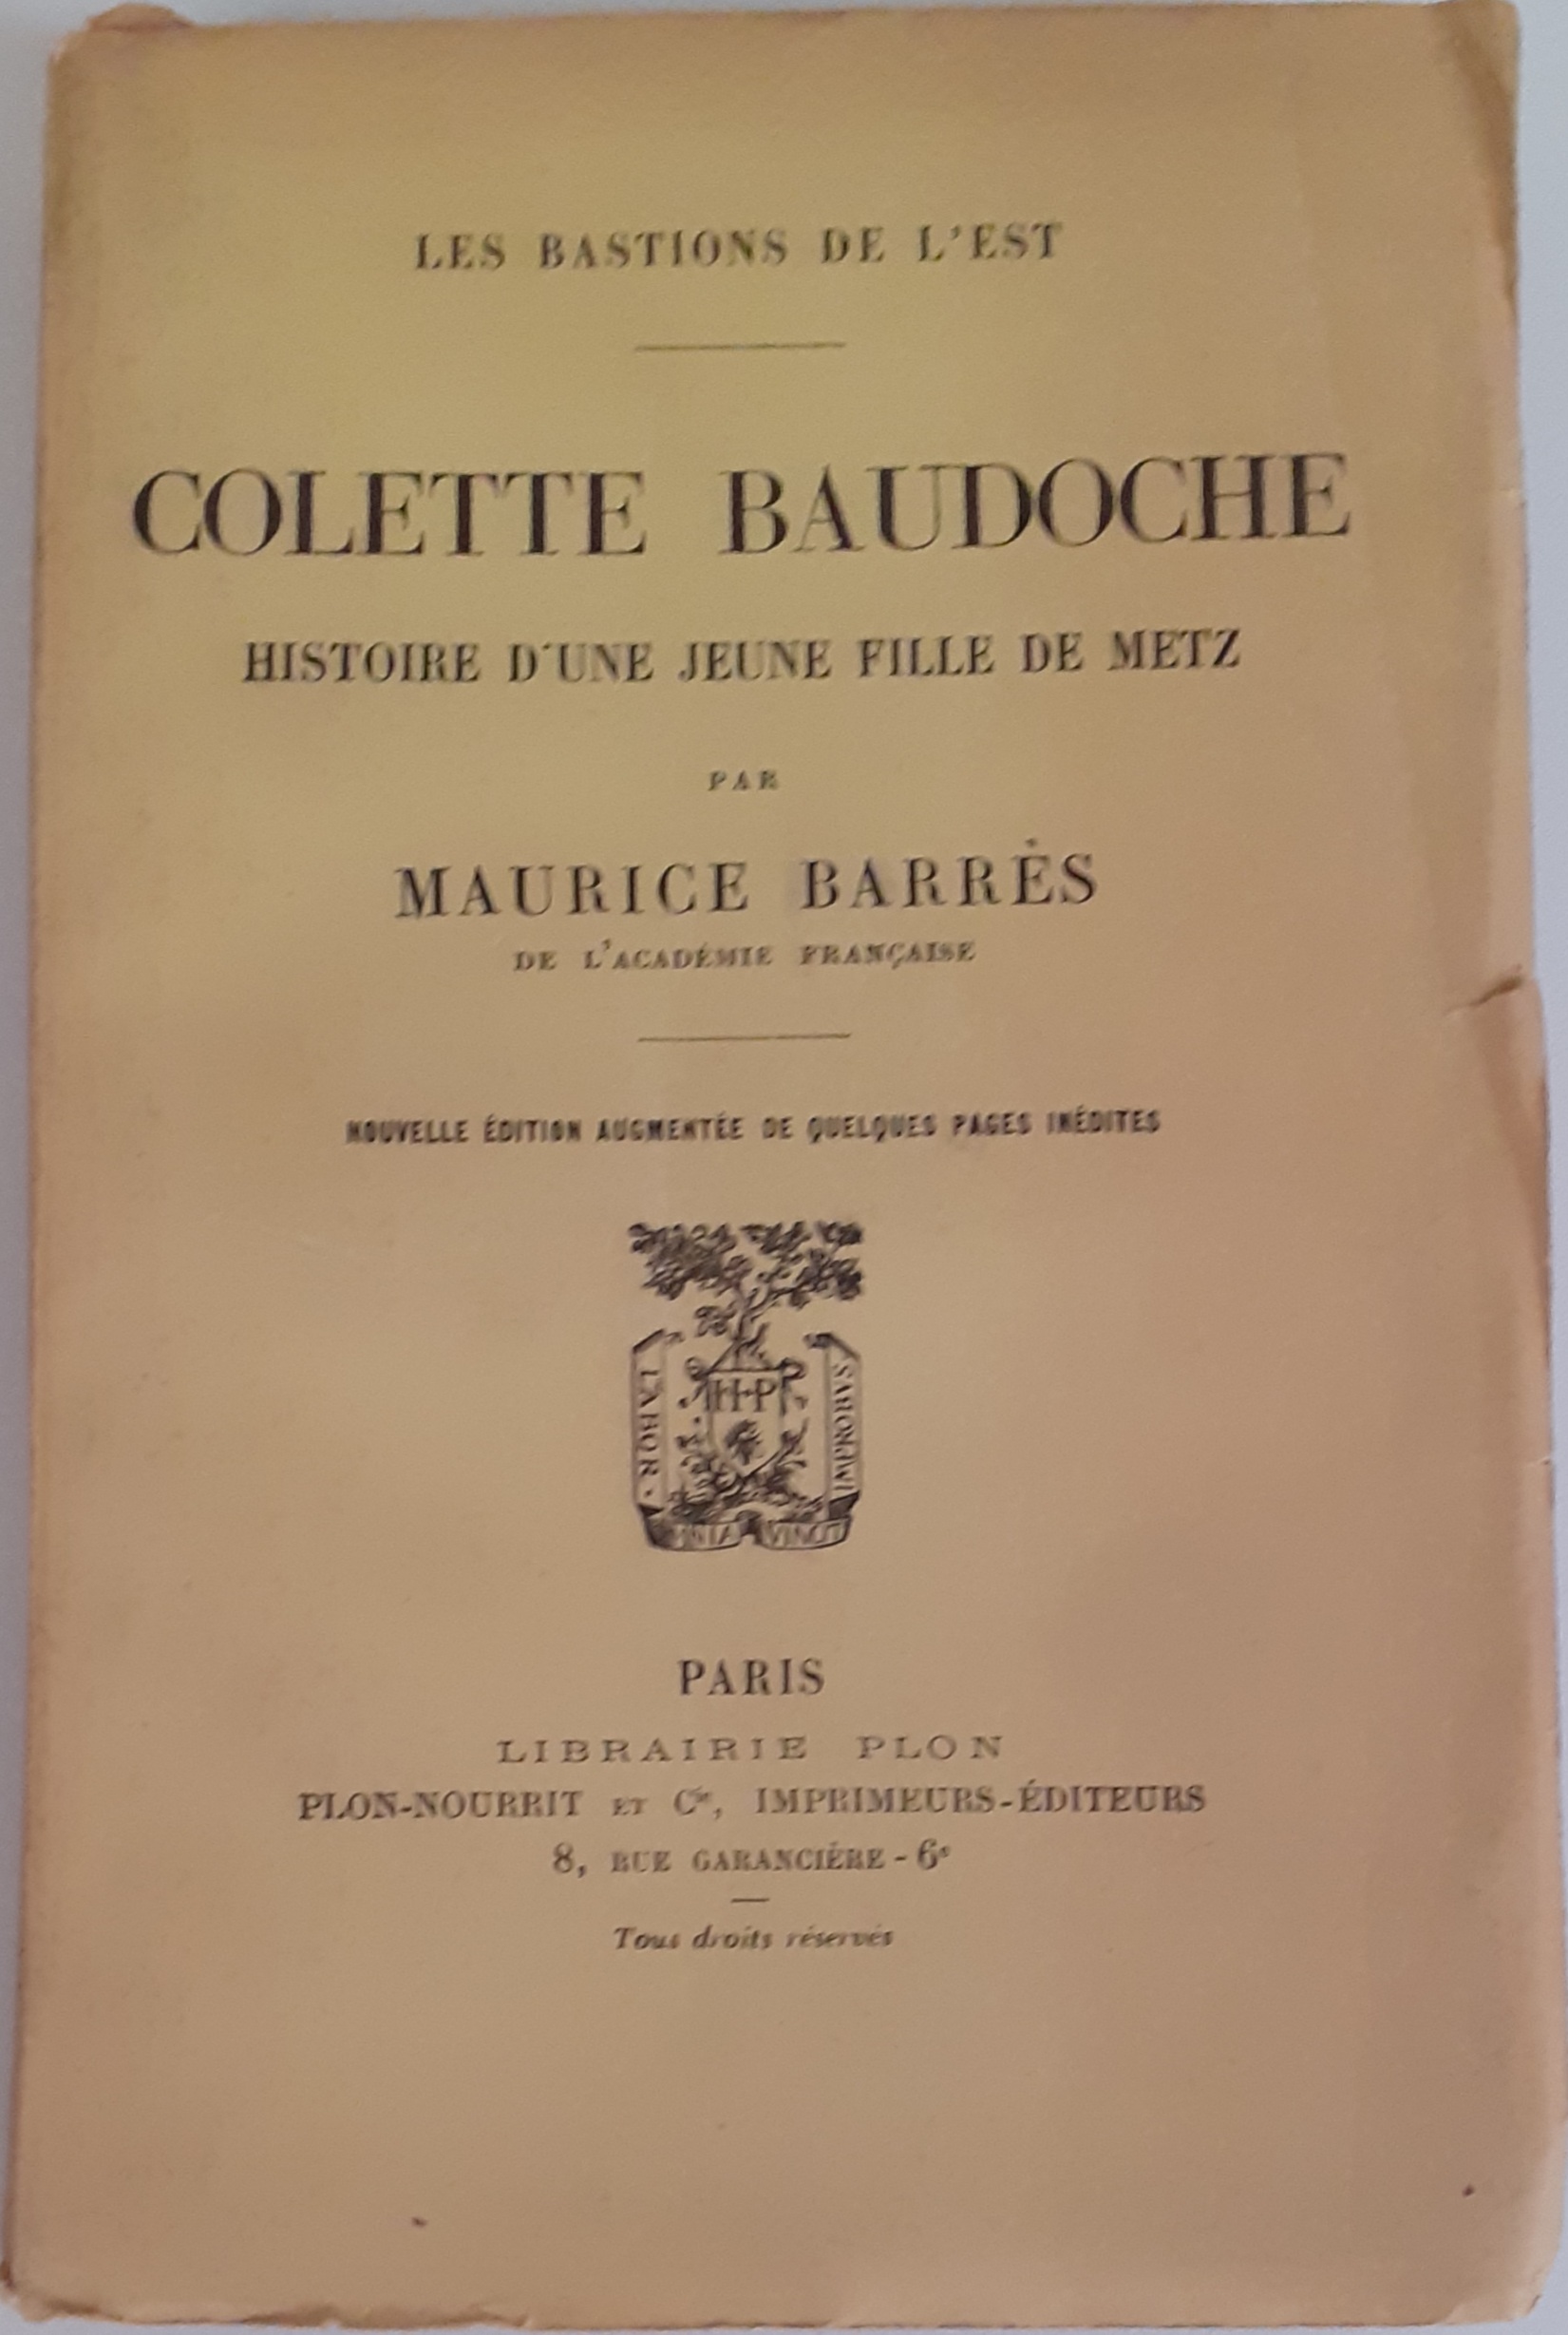 LES BASTIONS DE L'EST
COLETTE BAUDOCHE
HISTOIRE D'UNE JEUNE FILLE DE METZ
PAR
MAURICE BARRÈS
DE L'ACADÉMIE FRANÇAISE
NOUVELLE ÉDITION AUGMENTÉE DE QUELQUES PAGES INÉDITES
LABOR
H·P
IMPROBVS
OMNIA VINCIT
PARIS
LIBRAIRIE PLON
PLON-NOURRIT ET Cie, IMPRIMEURS-ÉDITEURS
8, RUE GARANCIÈRE - 6e
Tous droits réservés